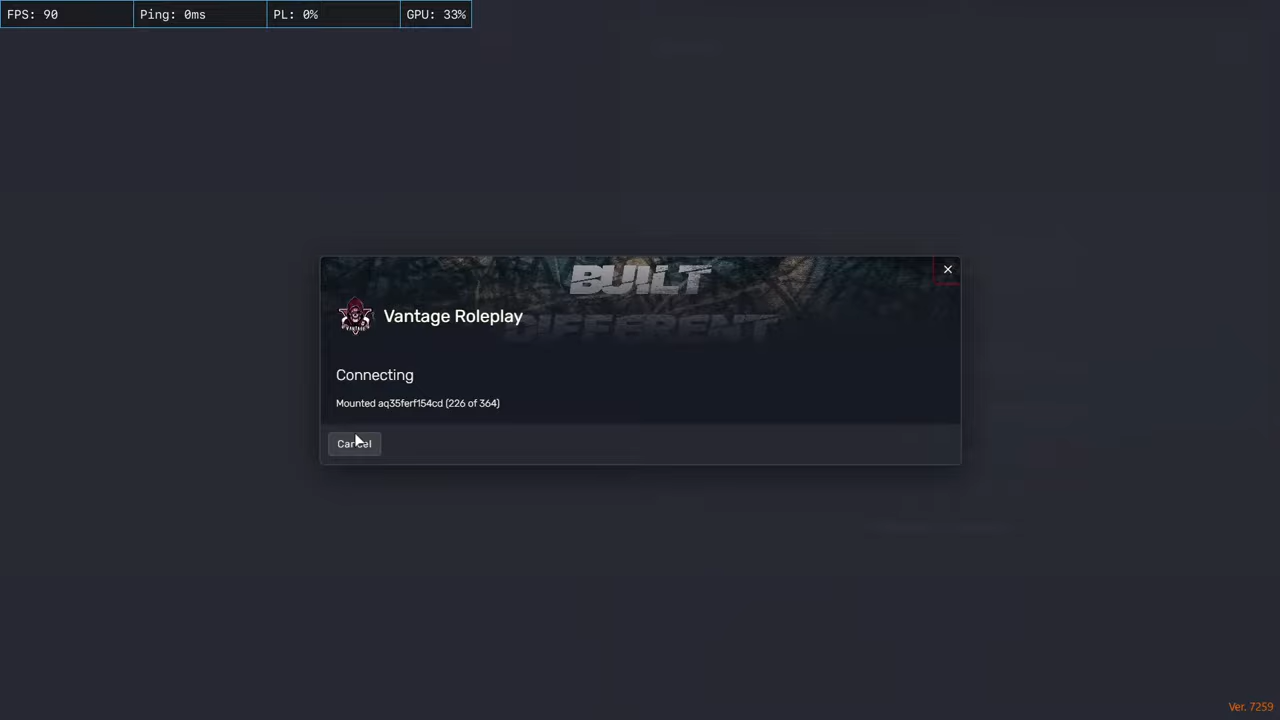 FPS: 90 Ping: 0ms PL: 0% GPU: 33%
BUILT
DIFFERENT
Vantage Roleplay
Connecting
Mounted aq35ferf154cd (226 of 364)
Cancel
Ver. 7259